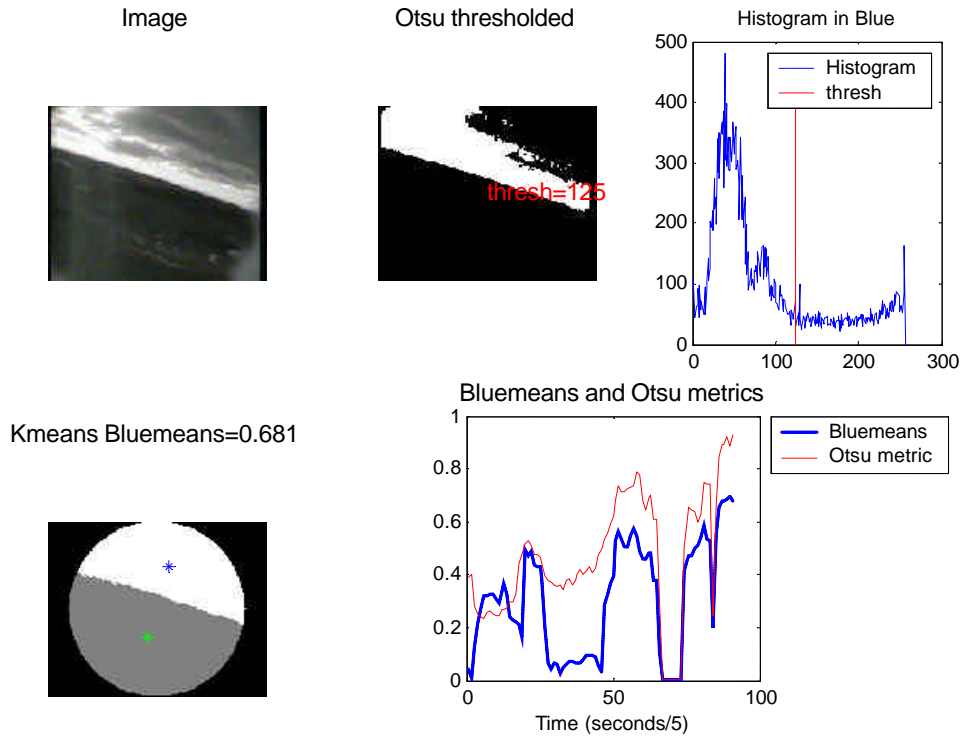 Image
Otsu thresholded
thresh=125
Histogram in Blue
500
400
300
200
100
0
0 100 200 300
Histogram
thresh
Kmeans Bluemeans=0.681
Bluemeans and Otsu metrics
1
0.8
0.6
0.4
0.2
0
0 50 100
Time (seconds/5)
Bluemeans
Otsu metric